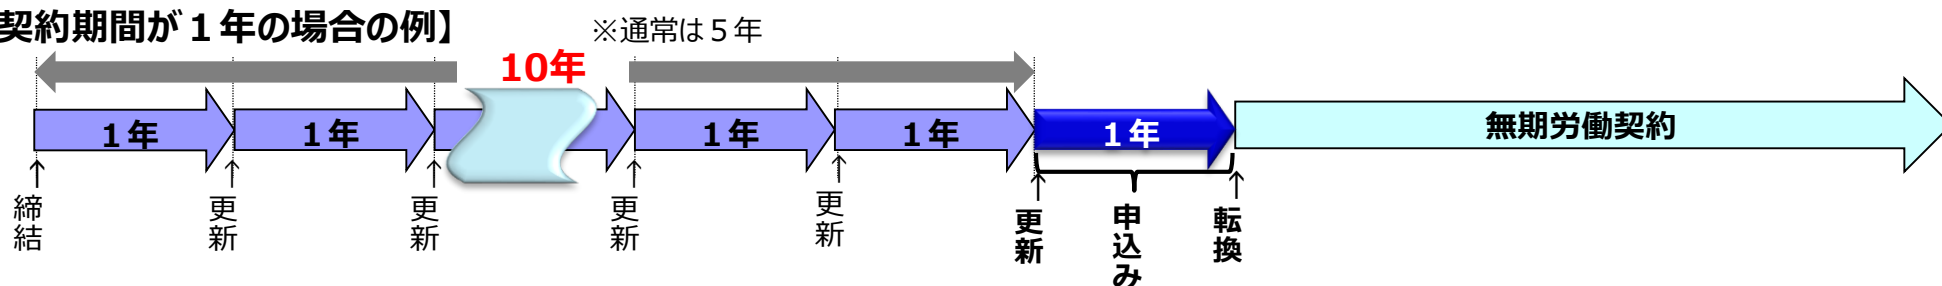 契約期間が１年の場合の例】
※通常は５年
10年
１年
１年
１年
１年
１年
無期労働契約
締結
更新
更新
更新
更新
更新
申込み
転換